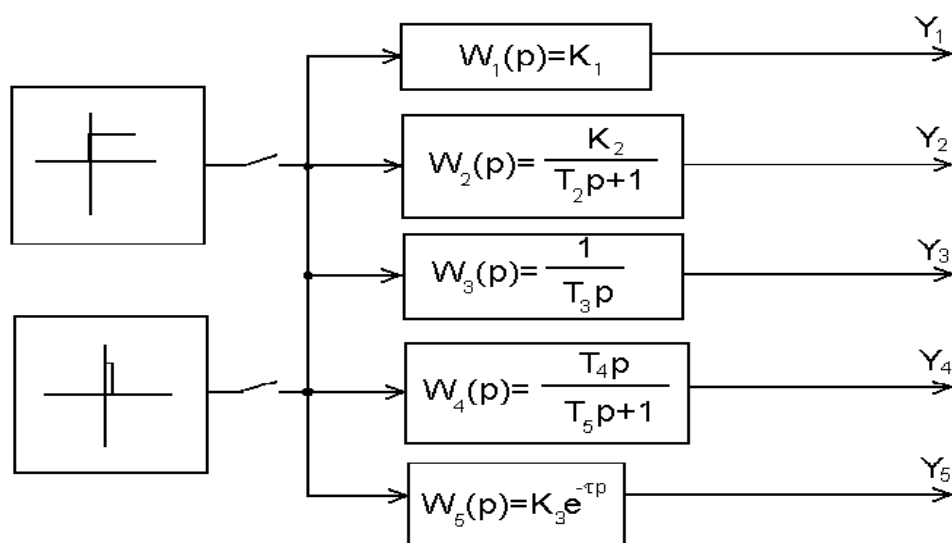 W₁(p)=K₁
Y₁
W₂(p)= K₂ / T₂p+1
Y₂
W₃(p)= 1 / T₃p
Y₃
W₄(p)= T₄p / T₅p+1
Y₄
W₅(p)=K₃e^-τp
Y₅